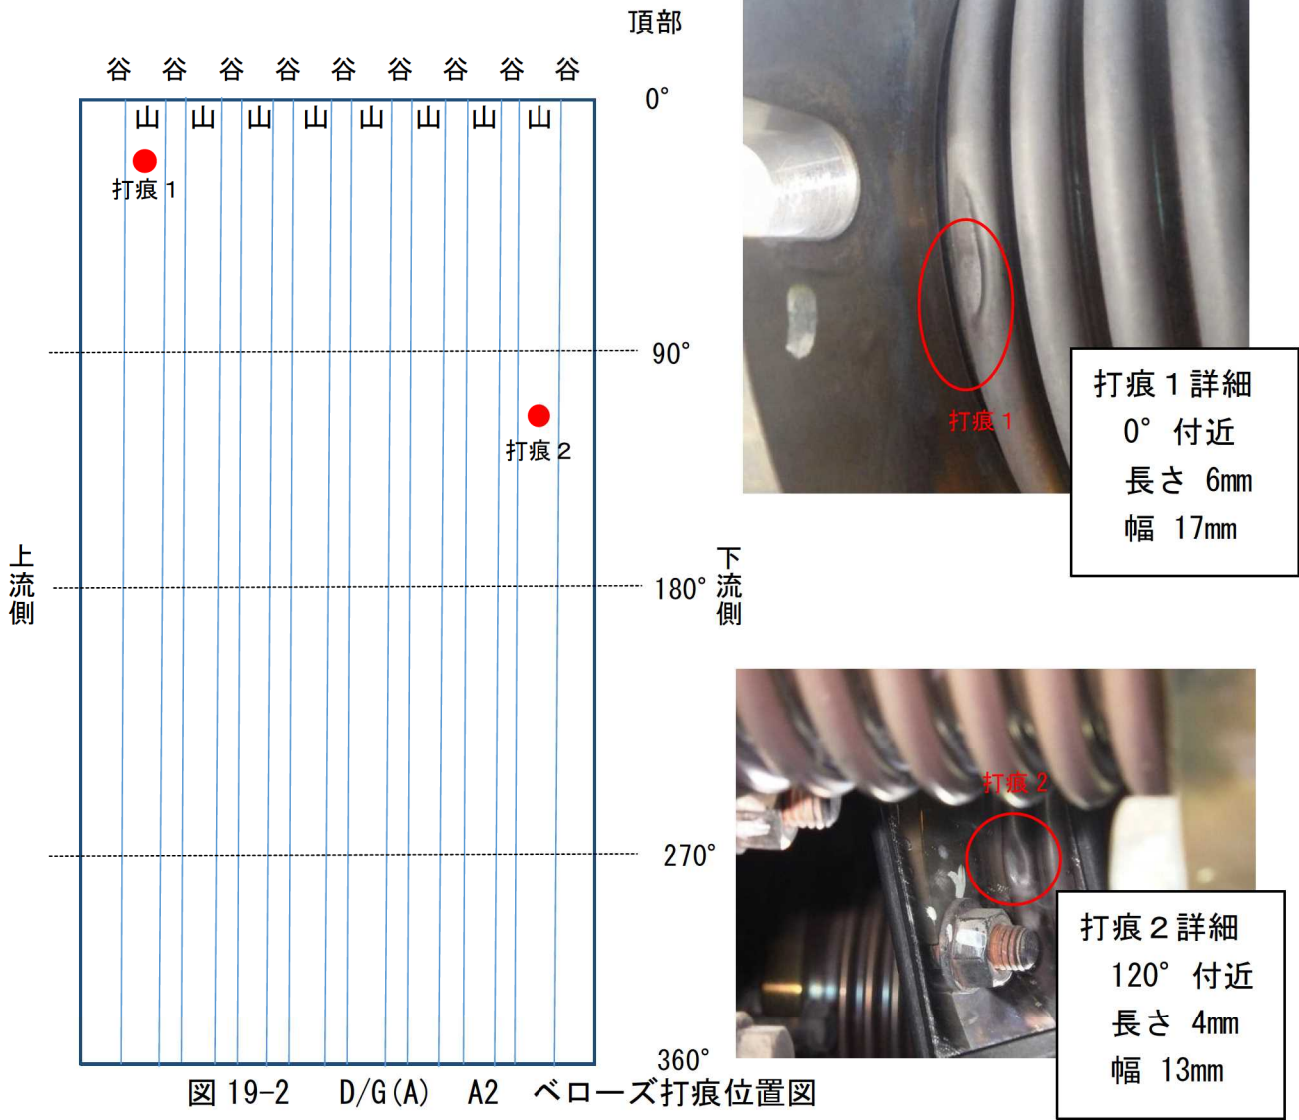 頂部
谷 谷 谷 谷 谷 谷 谷 谷 谷
0°
山 山 山 山 山 山 山 山
打痕1
90°
打痕2
上流側
180°
下流側
270°
360°
打痕1
打痕1詳細
0° 付近
長さ 6mm
幅 17mm
打痕2
打痕2詳細
120° 付近
長さ 4mm
幅 13mm
図 19-2 D/G(A) A2 ベローズ打痕位置図